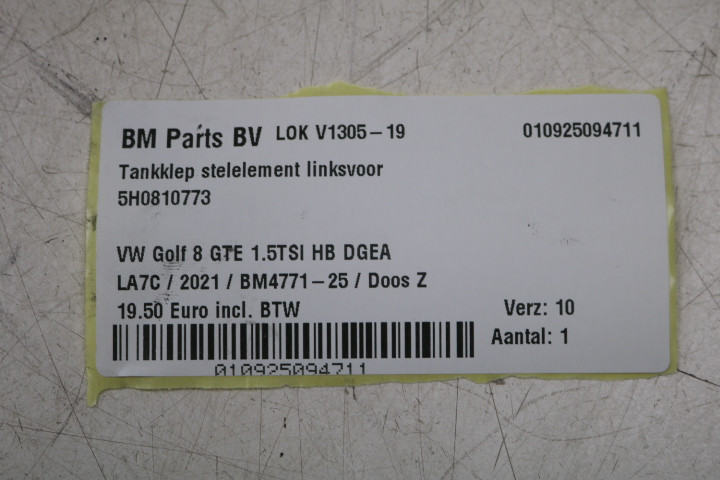 BM Parts BV LOK V1305-19 010925094711
Tankklep stelelement linksvoor
5H0810773
VW Golf 8 GTE 1.5TSI HB DGEA
LA7C / 2021 / BM4771-25 / Doos Z
19.50 Euro incl. BTW Verz: 10
Aantal: 1
010925094711